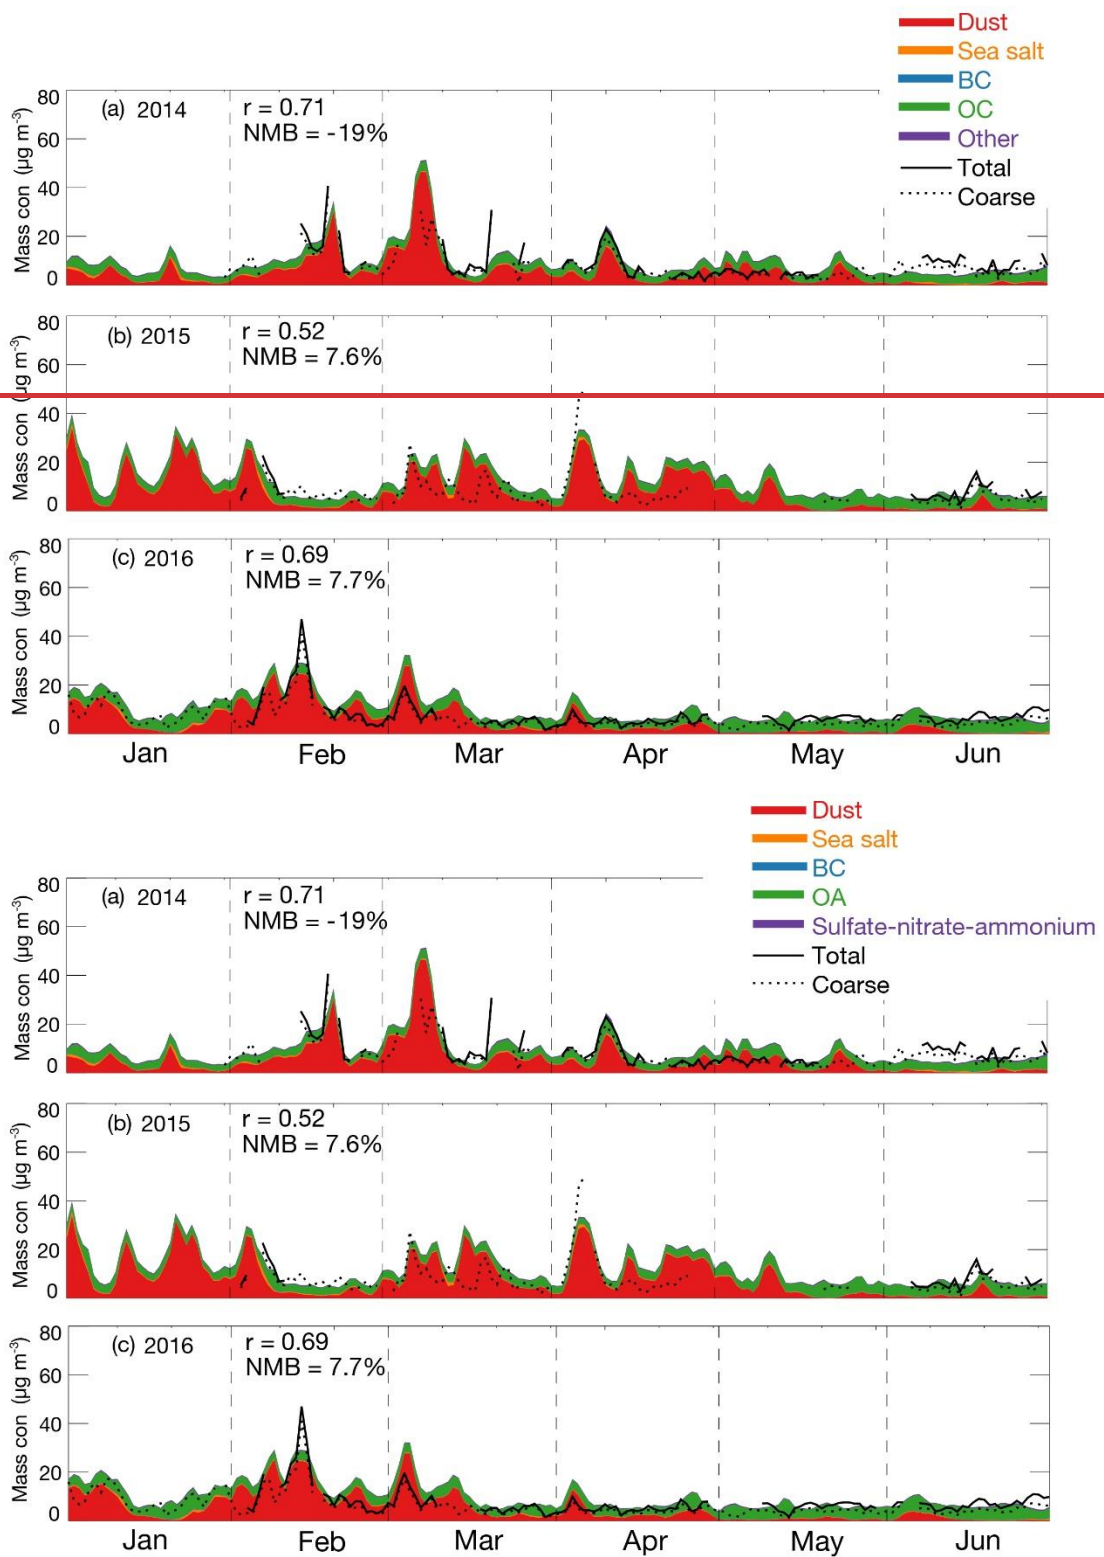 Dust
Sea salt
BC
OC
Other
Total
Coarse
(a) 2014
r = 0.71
NMB = -19%
Mass con (µg m-3)
80
60
40
20
0
(b) 2015
r = 0.52
NMB = 7.6%
Mass con (µg m-3)
80
60
40
20
0
(c) 2016
r = 0.69
NMB = 7.7%
Mass con (µg m-3)
80
60
40
20
0
Jan Feb Mar Apr May Jun
Dust
Sea salt
BC
OA
Sulfate-nitrate-ammonium
Total
Coarse
(a) 2014
r = 0.71
NMB = -19%
Mass con (µg m-3)
80
60
40
20
0
(b) 2015
r = 0.52
NMB = 7.6%
Mass con (µg m-3)
80
60
40
20
0
(c) 2016
r = 0.69
NMB = 7.7%
Mass con (µg m-3)
80
60
40
20
0
Jan Feb Mar Apr May Jun